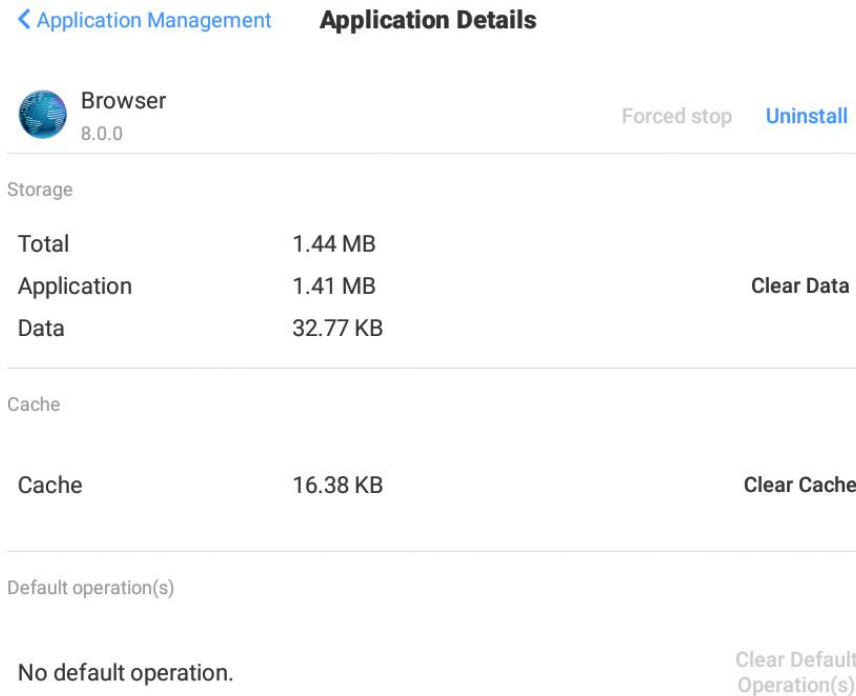 Application Management Application Details
Browser
8.0.0
Forced stop Uninstall
Storage
Total 1.44 MB
Application 1.41 MB Clear Data
Data 32.77 KB
Cache
Cache 16.38 KB Clear Cache
Default operation(s)
No default operation.
Clear Default
Operation(s)